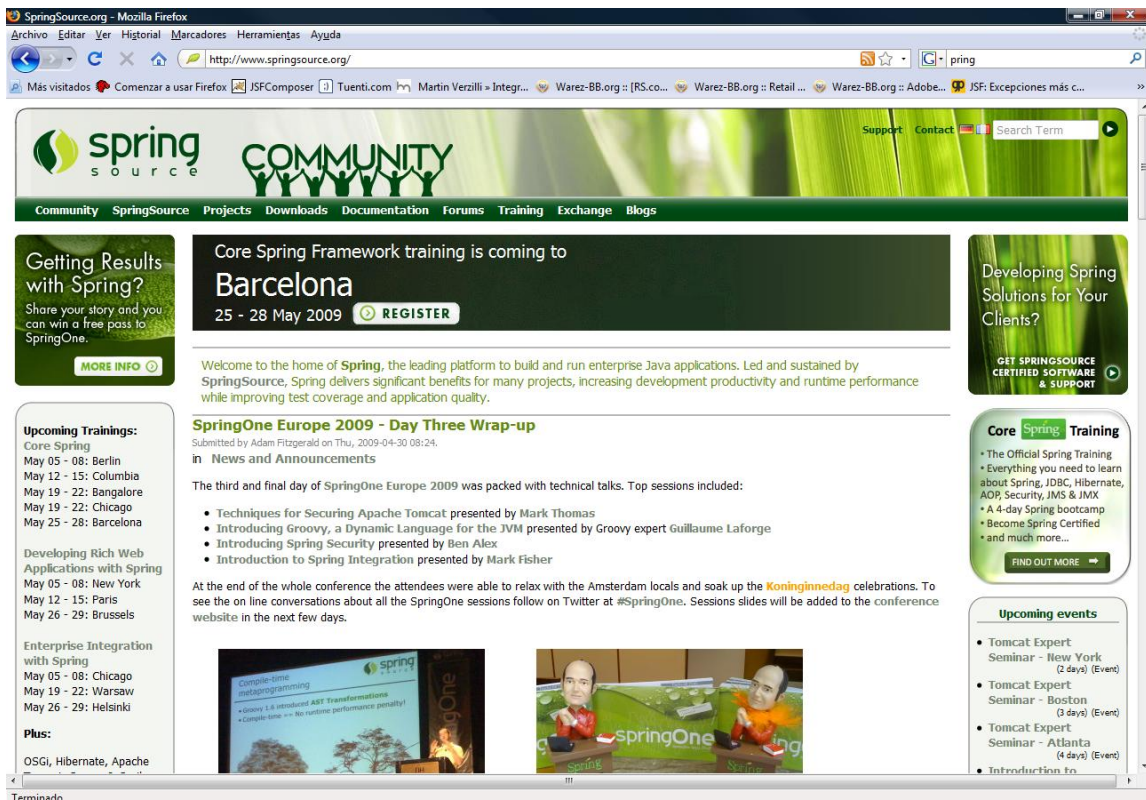 SpringSource.org - Mozilla Firefox
Archivo Editar Ver Historial Marcadores Herramientas Ayuda
http://www.springsource.org/
pring
Más visitados Comenzar a usar Firefox JSFComposer Tuenti.com Martin Verzilli » Integr... Warez-BB.org :: [RS.co... Warez-BB.org :: Retail ... Warez-BB.org :: Adobe... JSF: Excepciones más c... »
spring
source
COMMUNITY
Support Contact Search Term
Community SpringSource Projects Downloads Documentation Forums Training Exchange Blogs
Getting Results
with Spring?
Share your story and you
can win a free pass to
SpringOne.
MORE INFO
Upcoming Trainings:
Core Spring
May 05 - 08: Berlin
May 12 - 15: Columbia
May 19 - 22: Bangalore
May 19 - 22: Chicago
May 25 - 28: Barcelona
Developing Rich Web
Applications with Spring
May 05 - 08: New York
May 12 - 15: Paris
May 26 - 29: Brussels
Enterprise Integration
with Spring
May 05 - 08: Chicago
May 19 - 22: Warsaw
May 26 - 29: Helsinki
Plus:
OSGi, Hibernate, Apache
Core Spring Framework training is coming to
Barcelona
25 - 28 May 2009 REGISTER
Welcome to the home of Spring, the leading platform to build and run enterprise Java applications. Led and sustained by
SpringSource, Spring delivers significant benefits for many projects, increasing development productivity and runtime performance
while improving test coverage and application quality.
SpringOne Europe 2009 - Day Three Wrap-up
Submitted by Adam Fitzgerald on Thu, 2009-04-30 08:24.
in News and Announcements
The third and final day of SpringOne Europe 2009 was packed with technical talks. Top sessions included:
• Techniques for Securing Apache Tomcat presented by Mark Thomas
• Introducing Groovy, a Dynamic Language for the JVM presented by Groovy expert Guillaume Laforge
• Introducing Spring Security presented by Ben Alex
• Introduction to Spring Integration presented by Mark Fisher
At the end of the whole conference the attendees were able to relax with the Amsterdam locals and soak up the Koninginnedag celebrations. To
see the on line conversations about all the SpringOne sessions follow on Twitter at #SpringOne. Sessions slides will be added to the conference
website in the next few days.
spring
Compile-time
metaprogramming
• Groovy 1.6 introduced AST Transformations
• Compile-time == No runtime performance penalty!
springOne
Spring
Spring
Developing Spring
Solutions for Your
Clients?
GET SPRINGSOURCE
CERTIFIED SOFTWARE
& SUPPORT
Core Spring Training
• The Official Spring Training
• Everything you need to learn
about Spring, JDBC, Hibernate,
AOP, Security, JMS & JMX
• A 4-day Spring bootcamp
• Become Spring Certified
• and much more...
FIND OUT MORE
Upcoming events
• Tomcat Expert
Seminar - New York
(2 days) (Event)
• Tomcat Expert
Seminar - Boston
(3 days) (Event)
• Tomcat Expert
Seminar - Atlanta
(4 days) (Event)
• Introduction to
Terminado